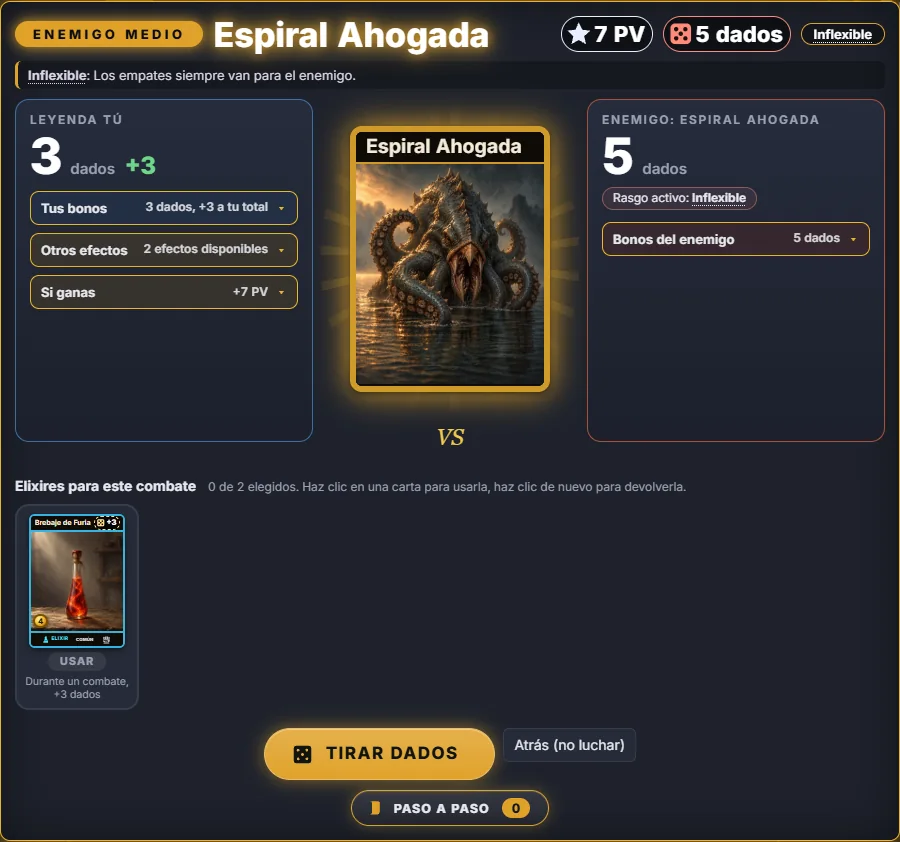 ENEMIGO MEDIO
Espiral Ahogada
7 PV
5 dados
Inflexible
Inflexible: Los empates siempre van para el enemigo.
LEYENDA TÚ
3 dados +3
Tus bonos 3 dados, +3 a tu total
Otros efectos 2 efectos disponibles
Si ganas +7 PV
Espiral Ahogada
VS
ENEMIGO: ESPIRAL AHOGADA
5 dados
Rasgo activo: Inflexible
Bonos del enemigo 5 dados
Elixires para este combate 0 de 2 elegidos. Haz clic en una carta para usarla, haz clic de nuevo para devolverla.
Brebaje de Furia +3
4
ELIXIR COMÚN
USAR
Durante un combate,
+3 dados
TIRAR DADOS
Atrás (no luchar)
PASO A PASO 0